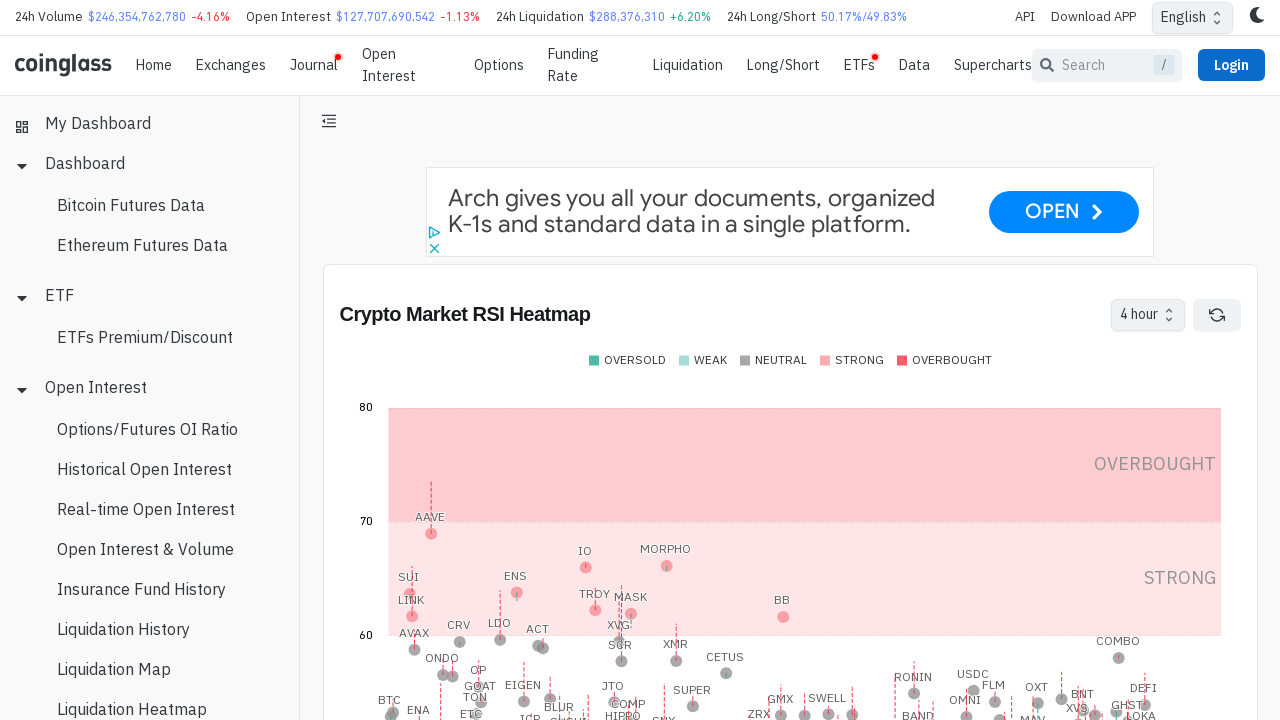 24h Volume $246,354,762,780 -4.16% Open Interest $127,707,690,542 -1.13% 24h Liquidation $288,376,310 +6.20% 24h Long/Short 50.17%/49.83% API Download APP English
coinglass Home Exchanges Journal Open Interest Options Funding Rate Liquidation Long/Short ETFs Data Supercharts Search / Login
My Dashboard
Dashboard
Bitcoin Futures Data
Ethereum Futures Data
ETF
ETFs Premium/Discount
Open Interest
Options/Futures OI Ratio
Historical Open Interest
Real-time Open Interest
Open Interest & Volume
Insurance Fund History
Liquidation History
Liquidation Map
Liquidation Heatmap
Arch gives you all your documents, organized
K-1s and standard data in a single platform.
OPEN
Crypto Market RSI Heatmap
4 hour
OVERSOLD WEAK NEUTRAL STRONG OVERBOUGHT
80
OVERBOUGHT
70
AAVE
IO
MORPHO
STRONG
SUI
ENS
LINK
TRDY
MASK
BB
60
AVAX
CRV
LDO
ACT
XVG
SCR
XMR
COMBO
ONDO
CETUS
OP
GOAT
EIGEN
JTO
SUPER
RONIN
USDC
FLM
OXT
DEFI
BTC
ENA
TON
ETC
BLUR
COMP
GMX
SWELL
OMNI
BNT
XVS
GHST
ZRX
BAND
LOKA